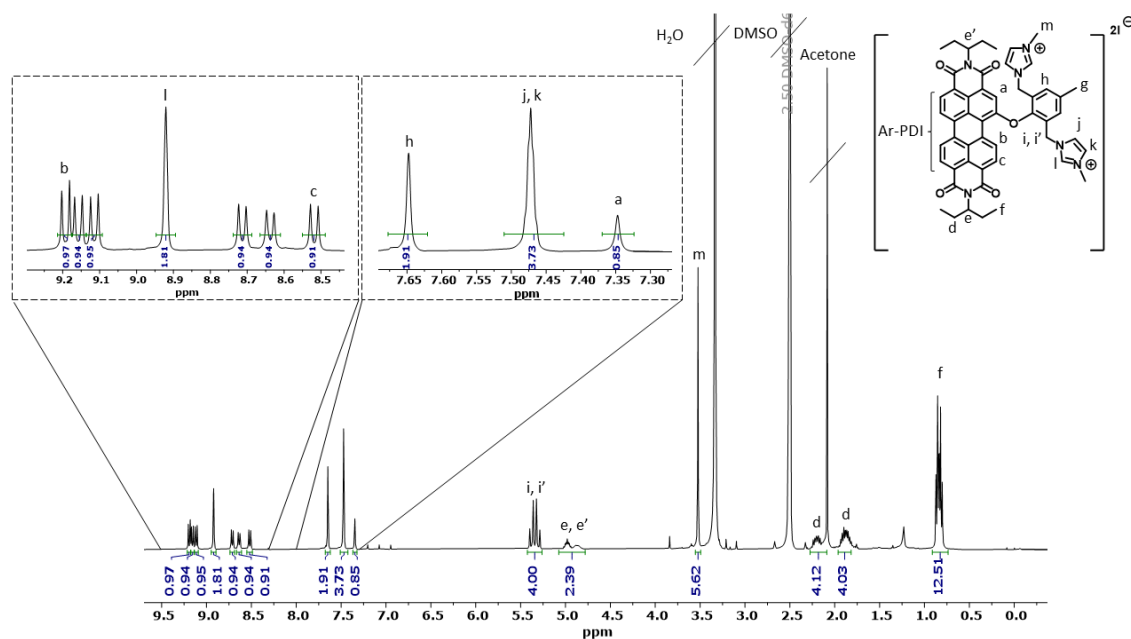 H2O
DMSO
Acetone
2.50 DMSO
m
2I⊖
e'
N
N
⊕
O
N
O
h
a
g
Ar-PDI
O
b
i, i'
j
N
k
c
l
N
⊕
O
N
O
e
f
d
l
b
c
0.97
0.94
0.95
1.81
0.94
0.94
0.91
9.2
9.1
9.0
8.9
8.8
8.7
8.6
8.5
ppm
j, k
h
a
1.91
3.73
0.85
7.65
7.60
7.55
7.50
7.45
7.40
7.35
7.30
ppm
m
f
i, i'
e, e'
d
d
0.97
0.94
0.95
1.81
0.94
0.94
0.91
1.91
3.73
0.85
4.00
2.39
5.62
4.12
4.03
12.51
9.5
9.0
8.5
8.0
7.5
7.0
6.5
6.0
5.5
5.0
4.5
4.0
3.5
3.0
2.5
2.0
1.5
1.0
0.5
0.0
ppm